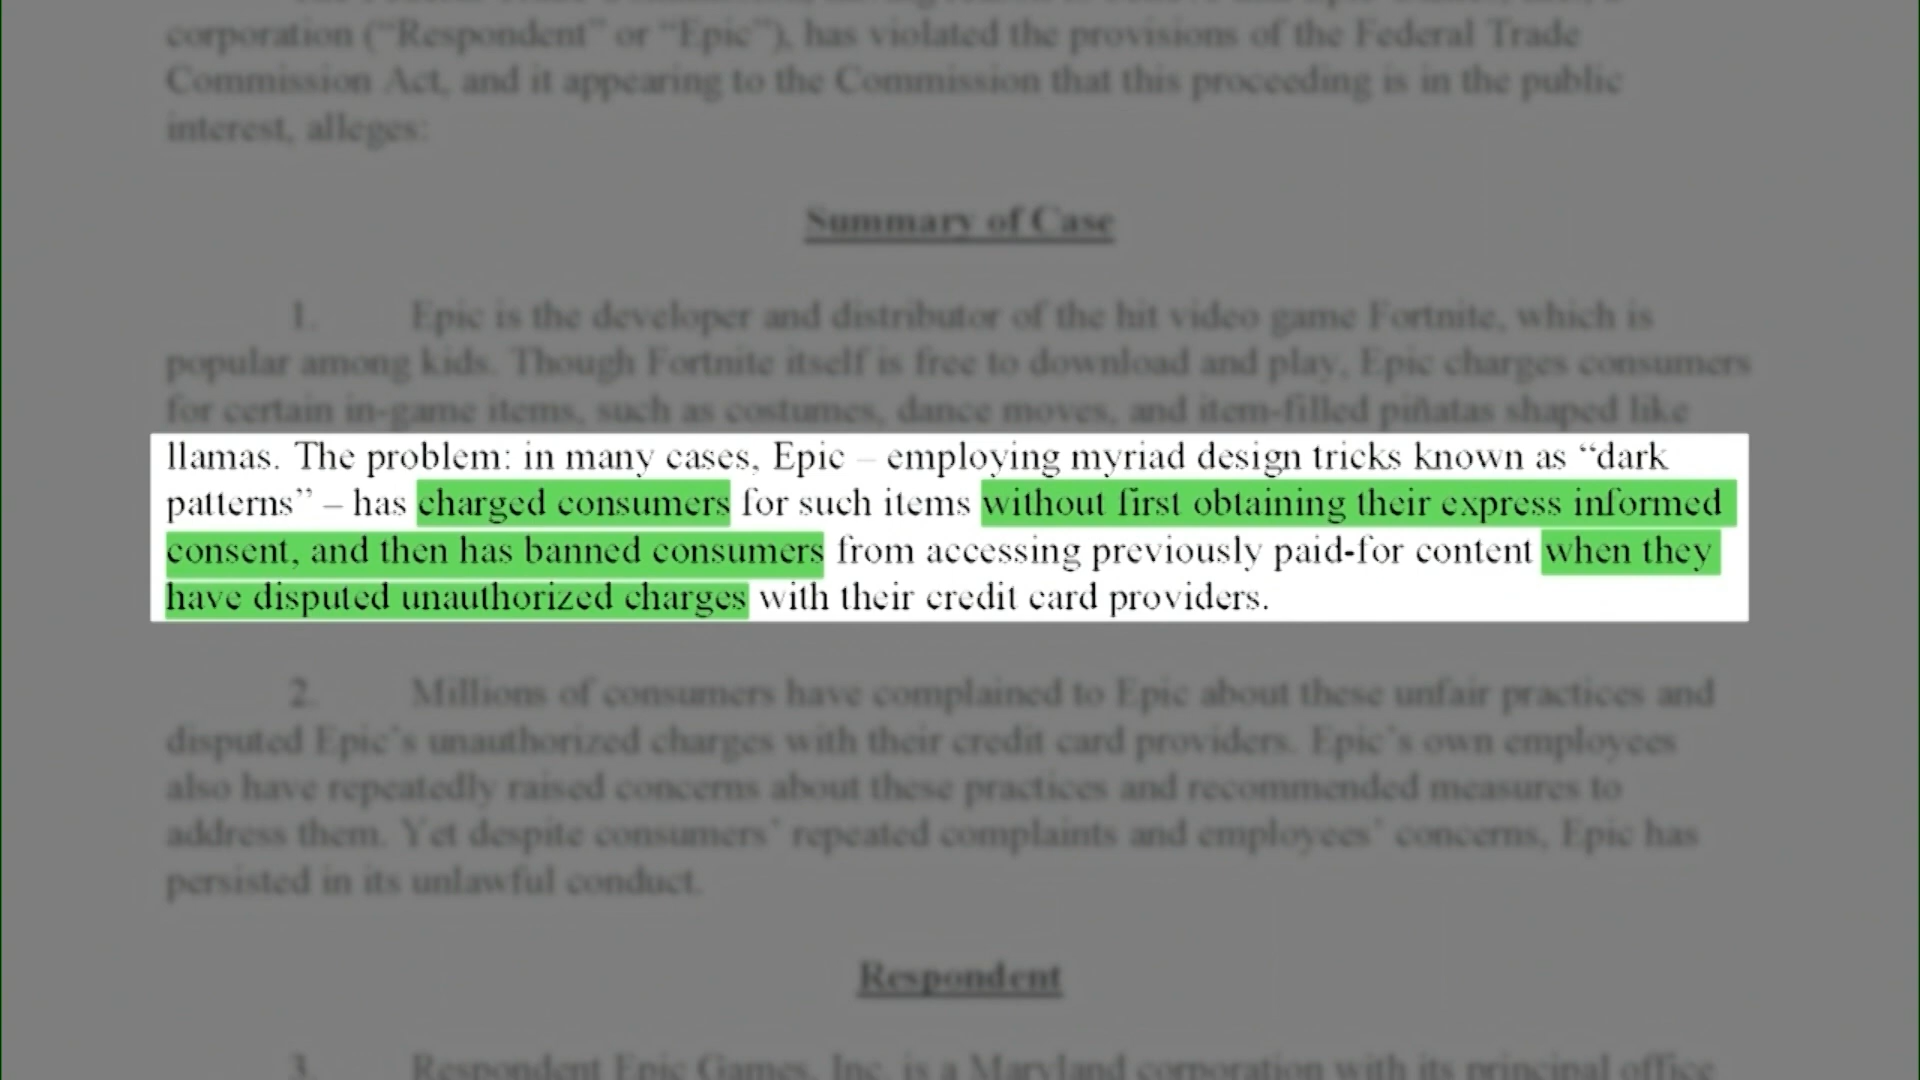 corporation (“Respondent” or “Epic”), has violated the provisions of the Federal Trade
Commission Act, and it appearing to the Commission that this proceeding is in the public
interest, alleges:
Summary of Case
1. Epic is the developer and distributor of the hit video game Fortnite, which is
popular among kids. Though Fortnite itself is free to download and play, Epic charges consumers
for certain in-game items, such as costumes, dance moves, and item-filled piñatas shaped like
llamas. The problem: in many cases, Epic – employing myriad design tricks known as “dark
patterns” – has charged consumers for such items without first obtaining their express informed
consent, and then has banned consumers from accessing previously paid-for content when they
have disputed unauthorized charges with their credit card providers.
2. Millions of consumers have complained to Epic about these unfair practices and
disputed Epic’s unauthorized charges with their credit card providers. Epic’s own employees
also have repeatedly raised concerns about these practices and recommended measures to
address them. Yet despite consumers’ repeated complaints and employees’ concerns, Epic has
persisted in its unlawful conduct.
Respondent
3. Respondent Epic Games, Inc. is a Maryland corporation with its principal office